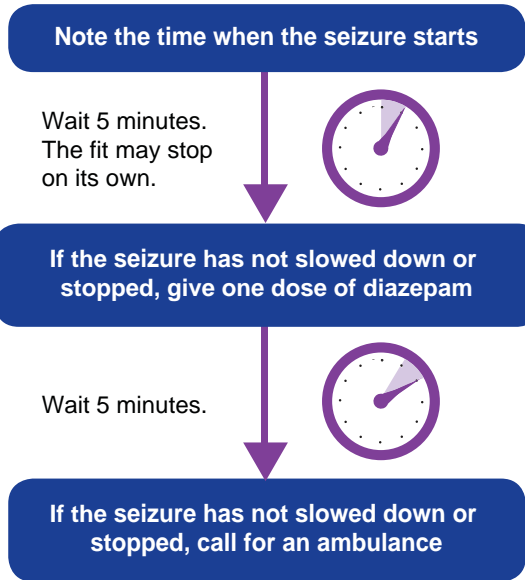 Note the time when the seizure starts
Wait 5 minutes.
The fit may stop
on its own.
If the seizure has not slowed down or
stopped, give one dose of diazepam
Wait 5 minutes.
If the seizure has not slowed down or
stopped, call for an ambulance